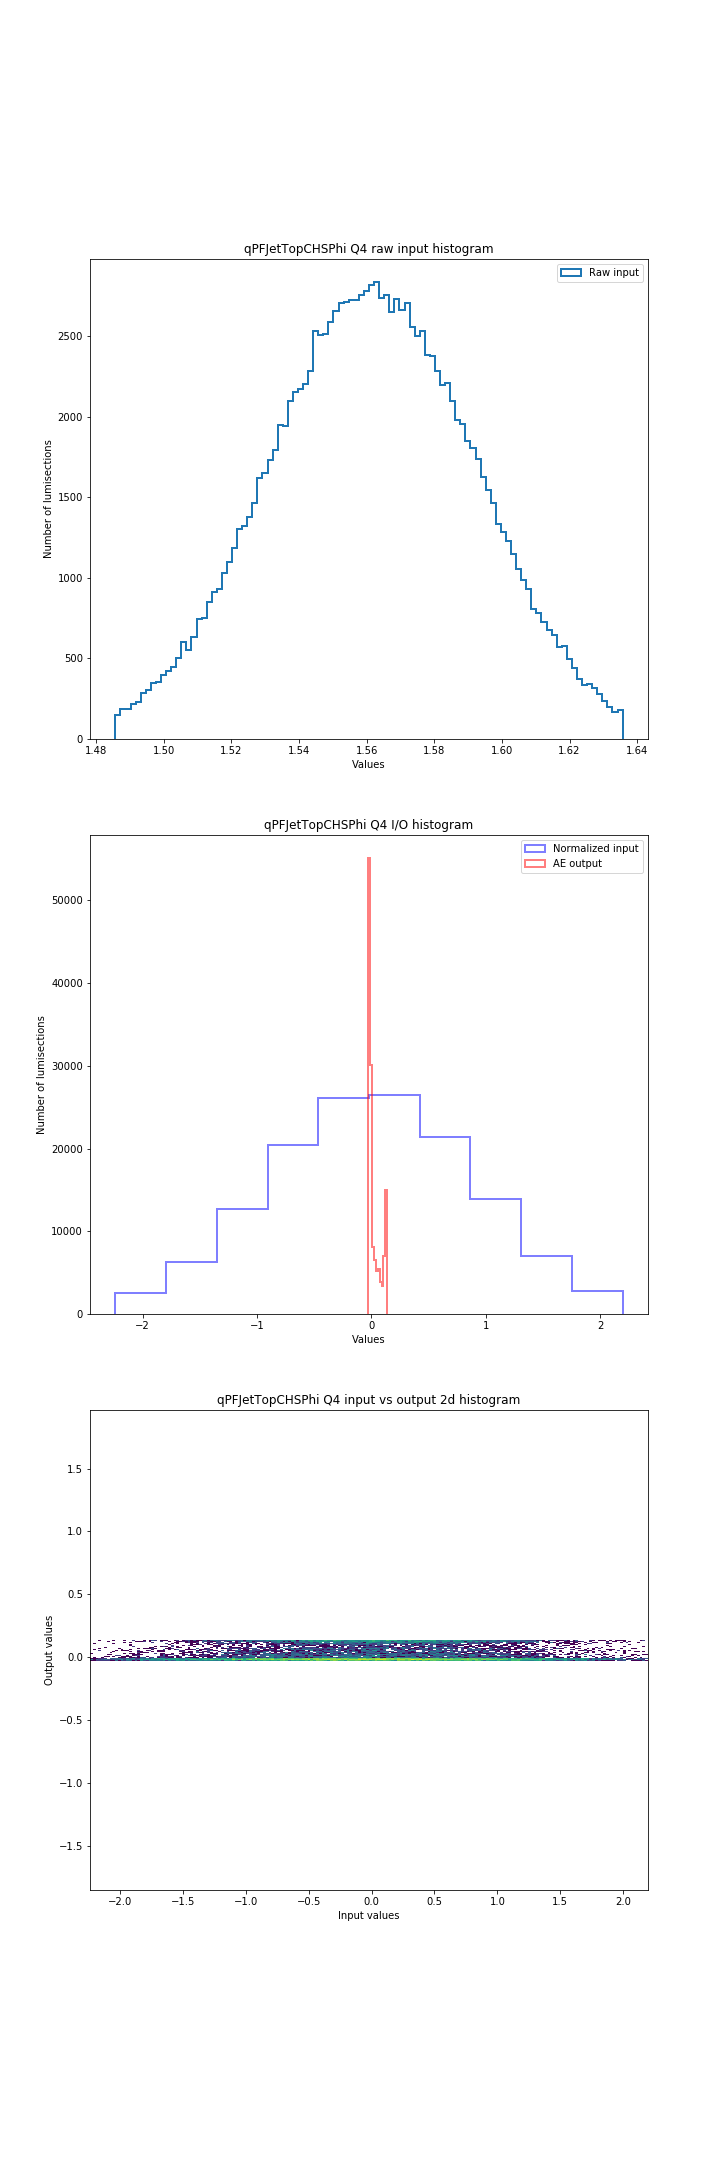 qPFJetTopCHSPhi Q4 raw input histogram
Raw input
2500
2000
1500
1000
500
0
Number of lumisections
1.48 1.50 1.52 1.54 1.56 1.58 1.60 1.62 1.64
Values
qPFJetTopCHSPhi Q4 I/O histogram
Normalized input
AE output
50000
40000
30000
20000
10000
0
Number of lumisections
−2 −1 0 1 2
Values
qPFJetTopCHSPhi Q4 input vs output 2d histogram
1.5
1.0
0.5
0.0
−0.5
−1.0
−1.5
Output values
−2.0 −1.5 −1.0 −0.5 0.0 0.5 1.0 1.5 2.0
Input values